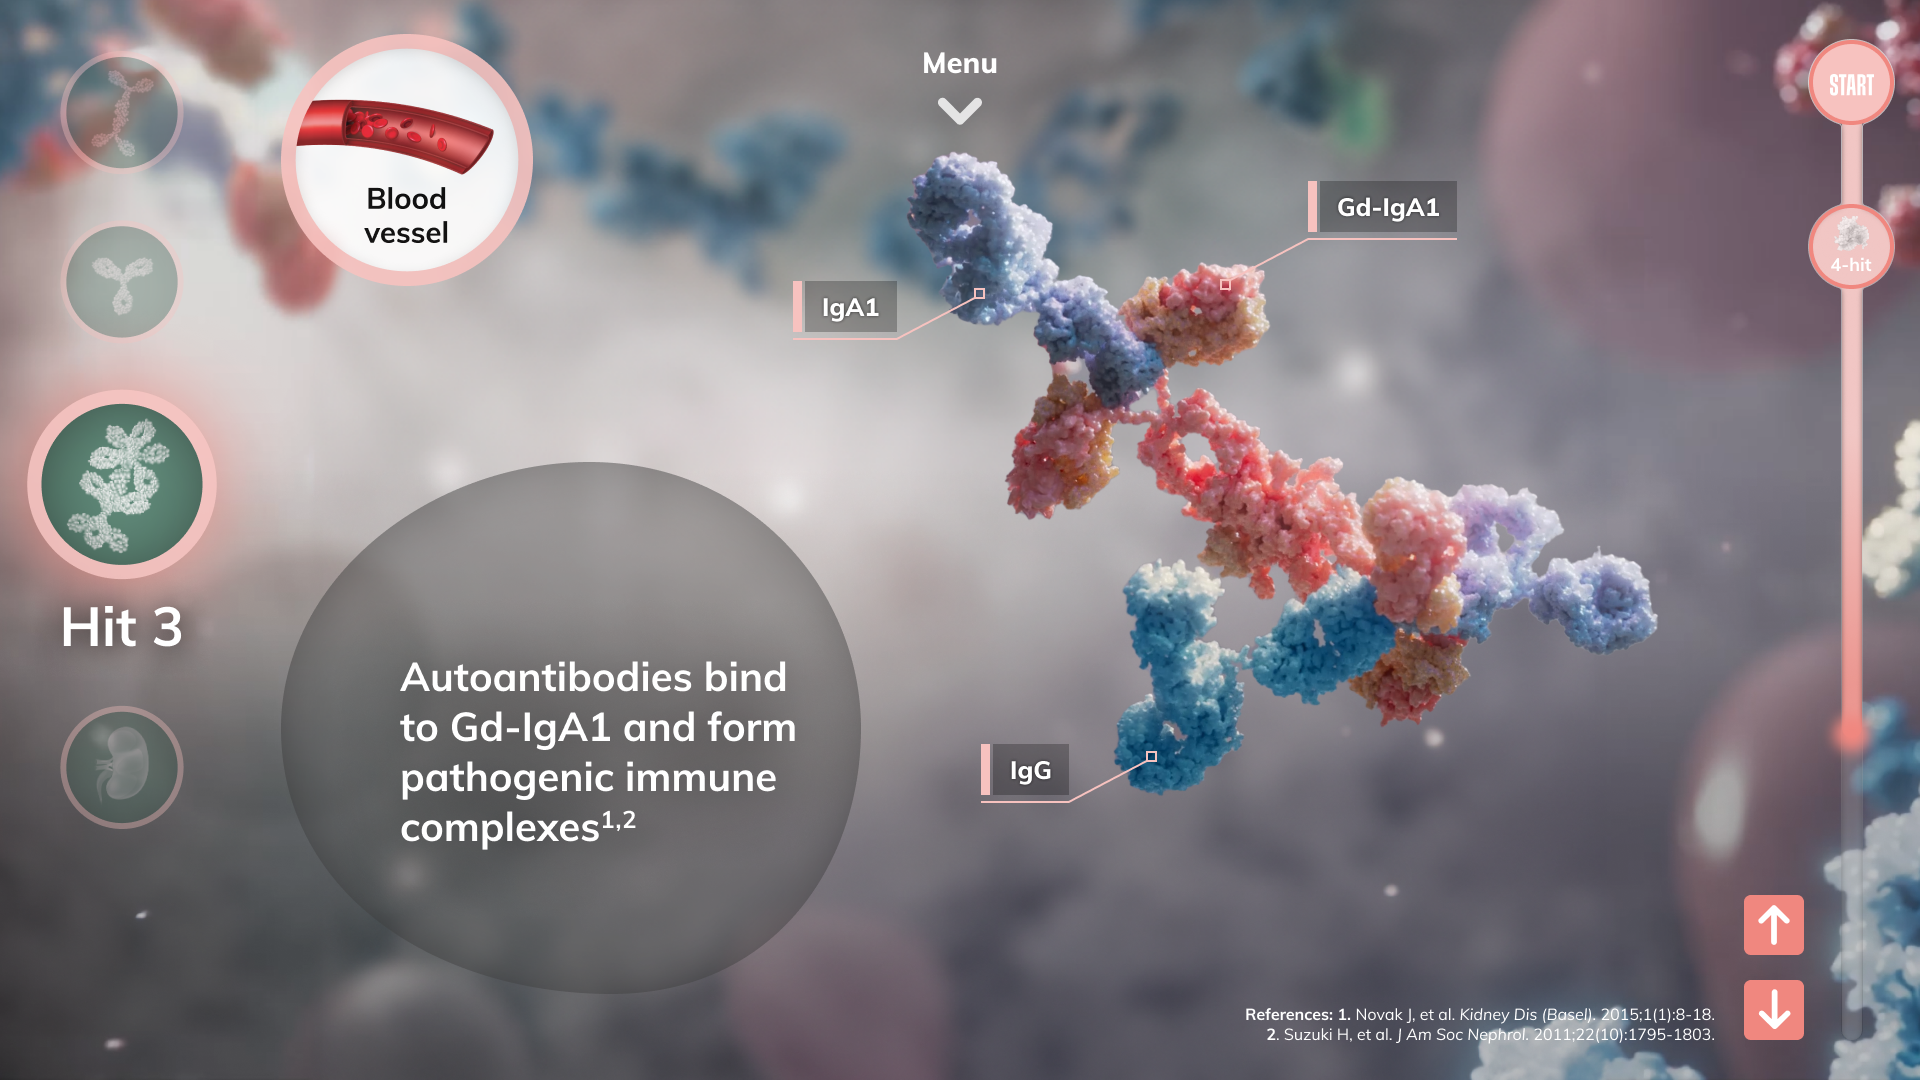 Menu
START
Blood
vessel
Gd-IgA1
4-hit
IgA1
Hit 3
Autoantibodies bind
to Gd-IgA1 and form
pathogenic immune
complexes1,2
IgG
References: 1. Novak J, et al. Kidney Dis (Basel). 2015;1(1):8-18.
2. Suzuki H, et al. J Am Soc Nephrol. 2011;22(10):1795-1803.